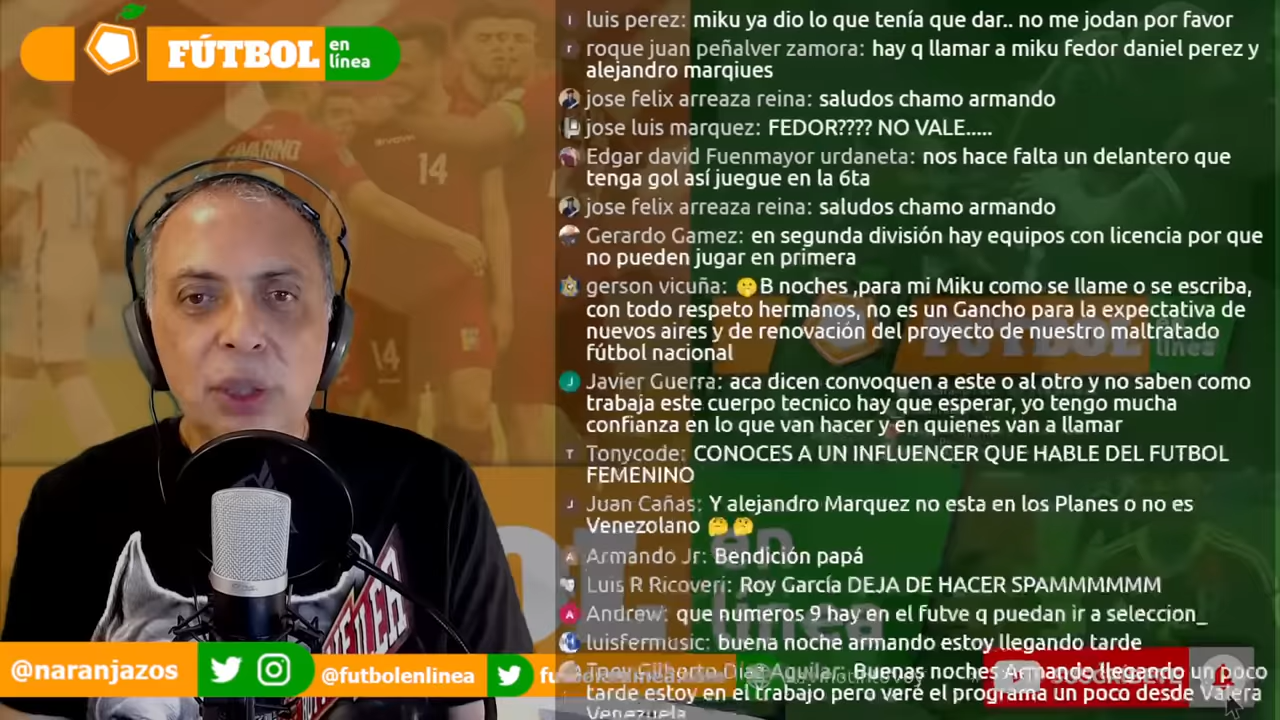 FÚTBOL en
línea
luis perez: miku ya dio lo que tenía que dar.. no me jodan por favor
roque juan peñalver zamora: hay q llamar a miku fedor daniel perez y
alejandro marqiues
jose felix arreaza reina: saludos chamo armando
jose luis marquez: FEDOR???? NO VALE.....
Edgar david Fuenmayor urdaneta: nos hace falta un delantero que
tenga gol así juegue en la 6ta
jose felix arreaza reina: saludos chamo armando
Gerardo Gamez: en segunda división hay equipos con licencia por que
no pueden jugar en primera
gerson vicuña: 🤫B noches ,para mi Miku como se llame o se escriba,
con todo respeto hermanos, no es un Gancho para la expectativa de
nuevos aires y de renovación del proyecto de nuestro maltratado
fútbol nacional
Javier Guerra: aca dicen convoquen a este o al otro y no saben como
trabaja este cuerpo tecnico hay que esperar, yo tengo mucha
confianza en lo que van hacer y en quienes van a llamar
Tonycode: CONOCES A UN INFLUENCER QUE HABLE DEL FUTBOL
FEMENINO
Juan Cañas: Y alejandro Marquez no esta en los Planes o no es
Venezolano 🤔🤔
Armando Jr: Bendición papá
Luis R Ricoveri: Roy García DEJA DE HACER SPAMMMMMM
Andrew: que numeros 9 hay en el futve q puedan ir a seleccion_
luisfermusic: buena noche armando estoy llegando tarde
Tony Gilberto Díaz Aguilar: Buenas noches Armando llegando un poco
tarde estoy en el trabajo pero veré el programa un poco desde Valera
Venezuela
14
14
@naranjazos
@futbolenlinea
SUSCRÍBETE